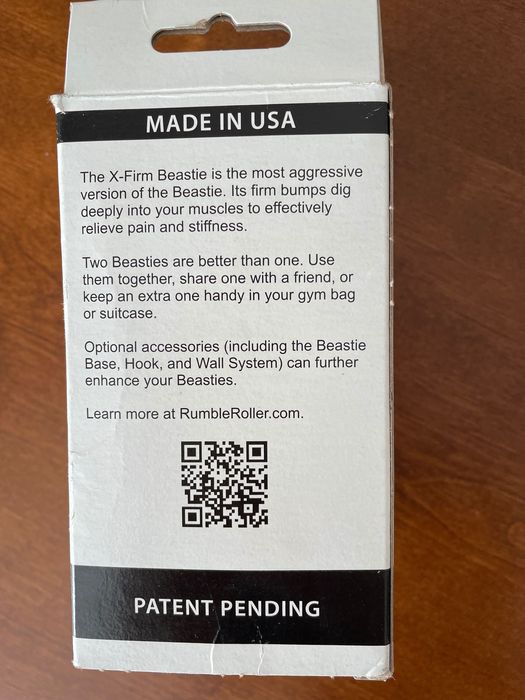 MADE IN USA
The X-Firm Beastie is the most aggressive
version of the Beastie. Its firm bumps dig
deeply into your muscles to effectively
relieve pain and stiffness.
Two Beasties are better than one. Use
them together, share one with a friend, or
keep an extra one handy in your gym bag
or suitcase.
Optional accessories (including the Beastie
Base, Hook, and Wall System) can further
enhance your Beasties.
Learn more at RumbleRoller.com.
PATENT PENDING